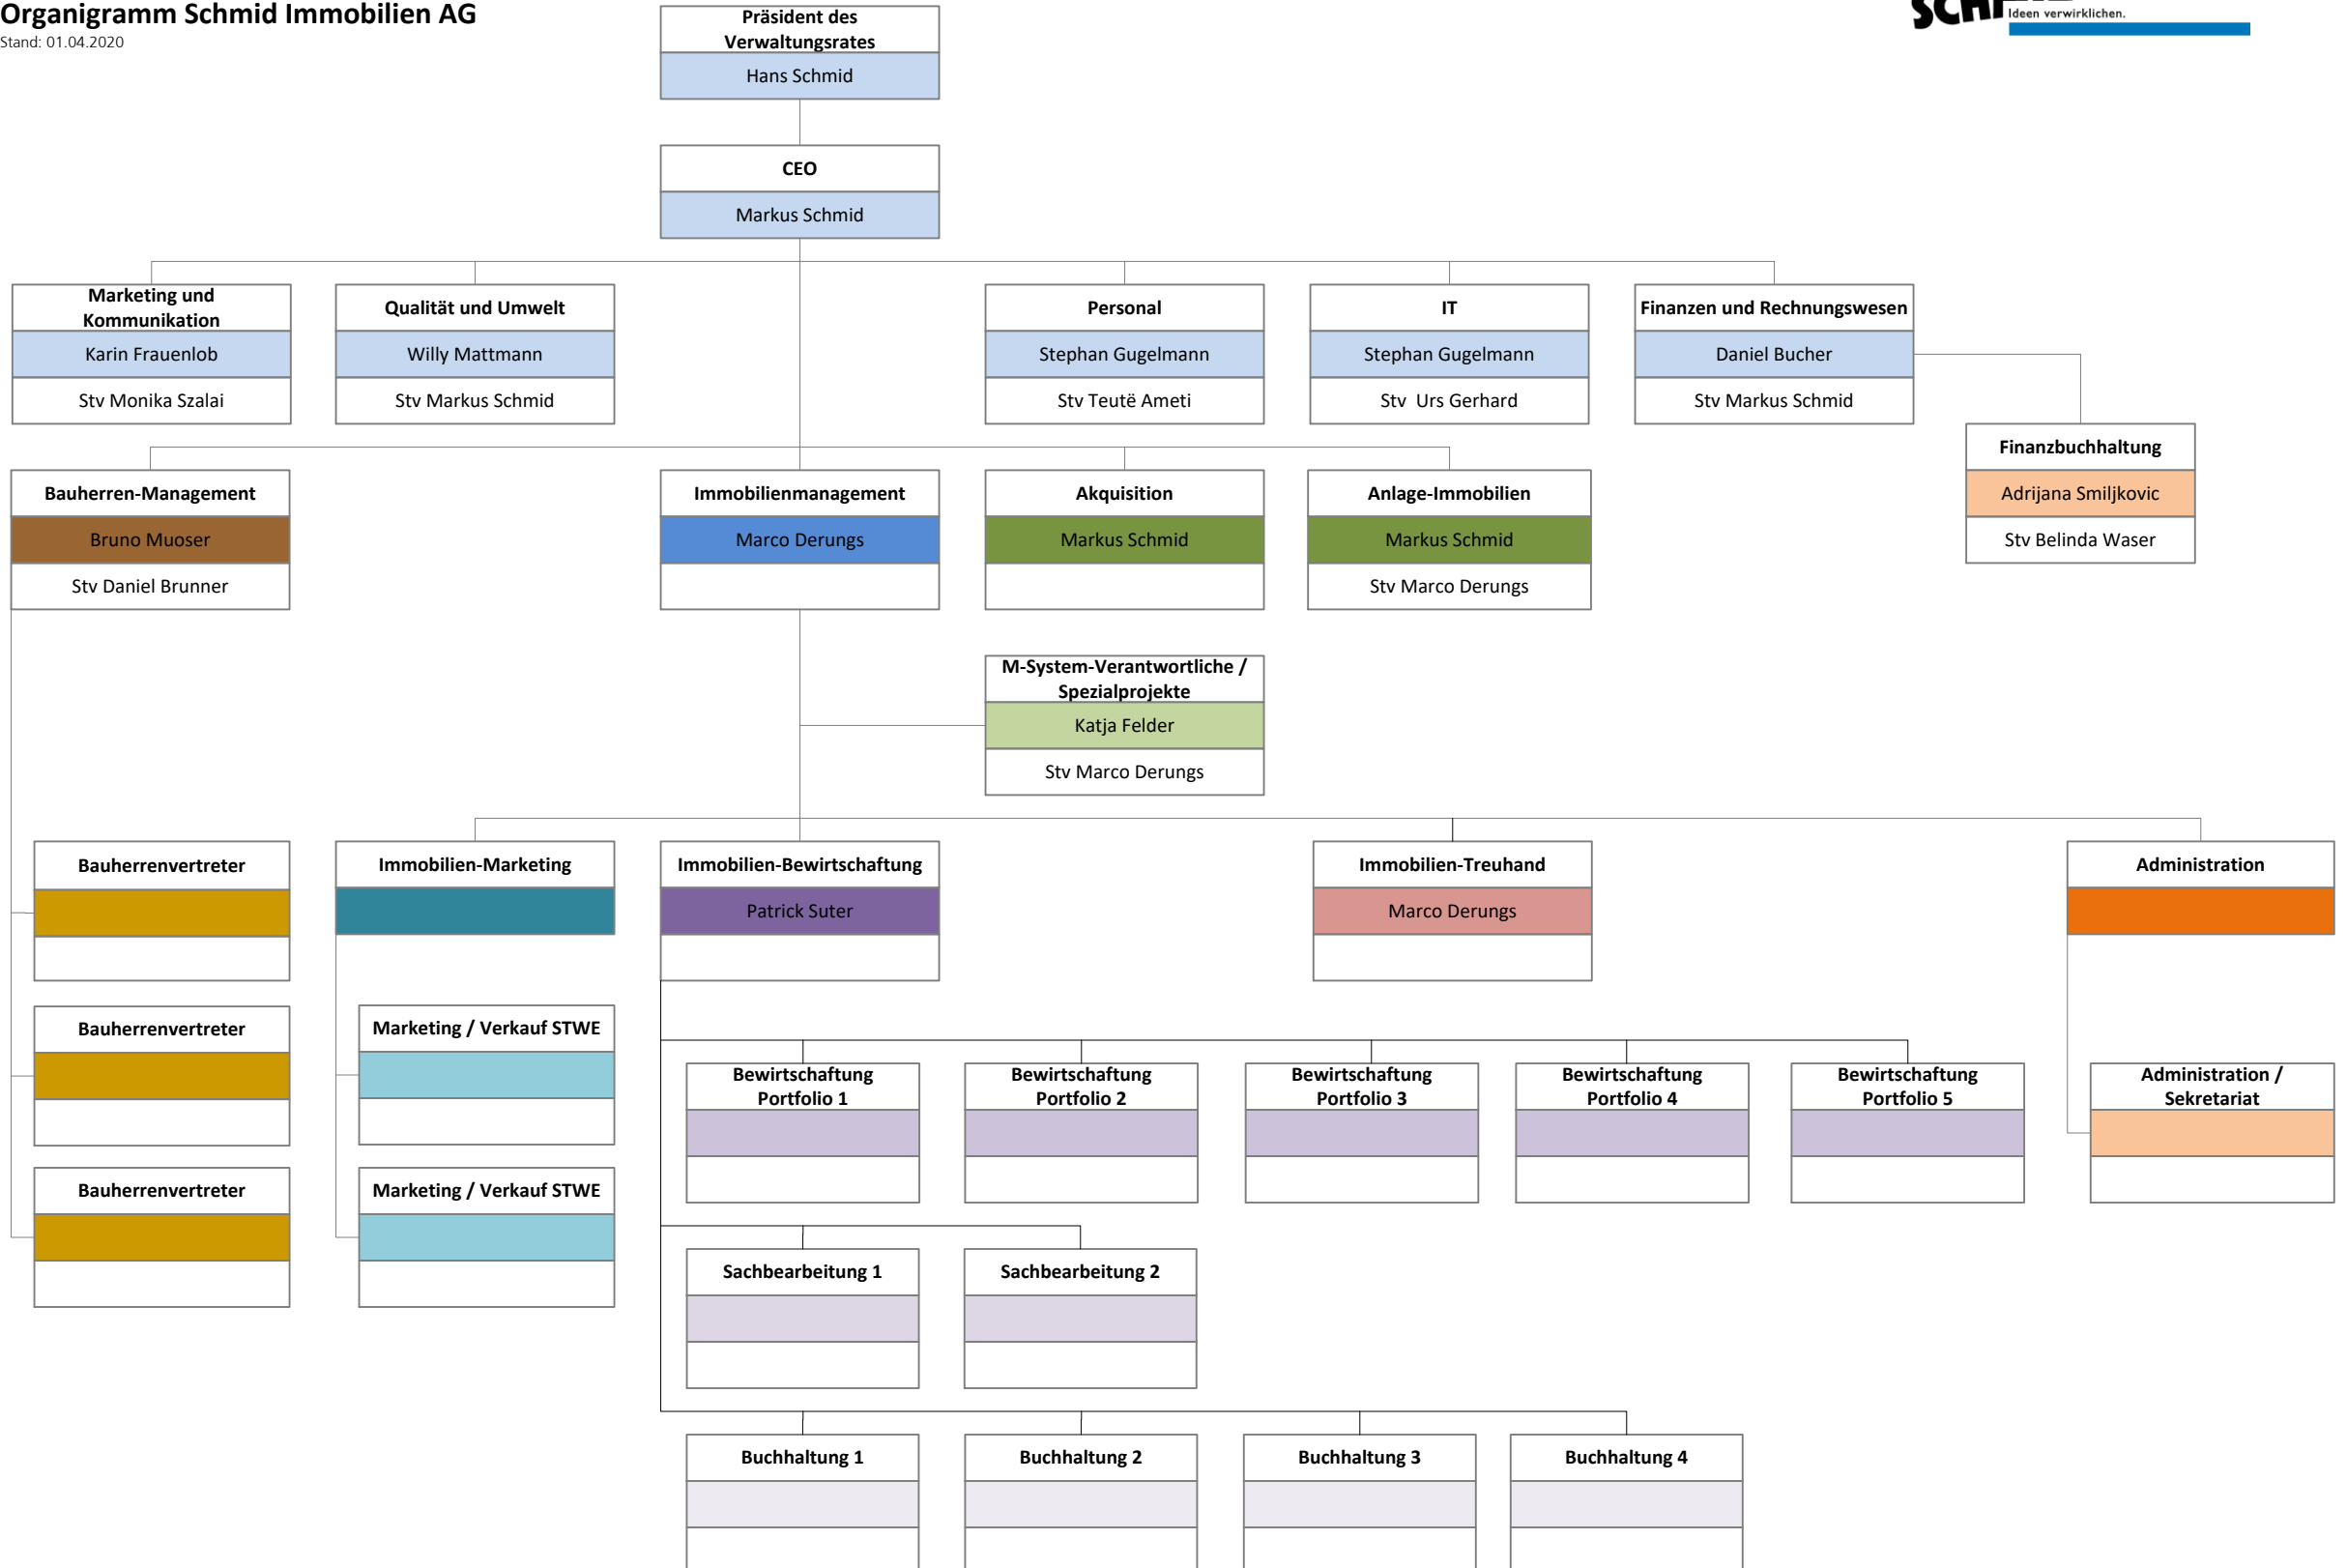 Organigramm Schmid Immobilien AG
Stand: 01.04.2020
Ideen verwirklichen.
Präsident des
Verwaltungsrates
Hans Schmid
CEO
Markus Schmid
Marketing und
Kommunikation
Karin Frauenlob
Stv Monika Szalai
Qualität und Umwelt
Willy Mattmann
Stv Markus Schmid
Personal
Stephan Gugelmann
Stv Teutë Ameti
IT
Stephan Gugelmann
Stv  Urs Gerhard
Finanzen und Rechnungswesen
Daniel Bucher
Stv Markus Schmid
Finanzbuchhaltung
Adrijana Smiljkovic
Stv Belinda Waser
Bauherren-Management
Bruno Muoser
Stv Daniel Brunner
Immobilienmanagement
Marco Derungs
Akquisition
Markus Schmid
Anlage-Immobilien
Markus Schmid
Stv Marco Derungs
M-System-Verantwortliche /
Spezialprojekte
Katja Felder
Stv Marco Derungs
Bauherrenvertreter
Immobilien-Marketing
Immobilien-Bewirtschaftung
Patrick Suter
Immobilien-Treuhand
Marco Derungs
Administration
Bauherrenvertreter
Marketing / Verkauf STWE
Bewirtschaftung
Portfolio 1
Bewirtschaftung
Portfolio 2
Bewirtschaftung
Portfolio 3
Bewirtschaftung
Portfolio 4
Bewirtschaftung
Portfolio 5
Administration /
Sekretariat
Bauherrenvertreter
Marketing / Verkauf STWE
Sachbearbeitung 1
Sachbearbeitung 2
Buchhaltung 1
Buchhaltung 2
Buchhaltung 3
Buchhaltung 4